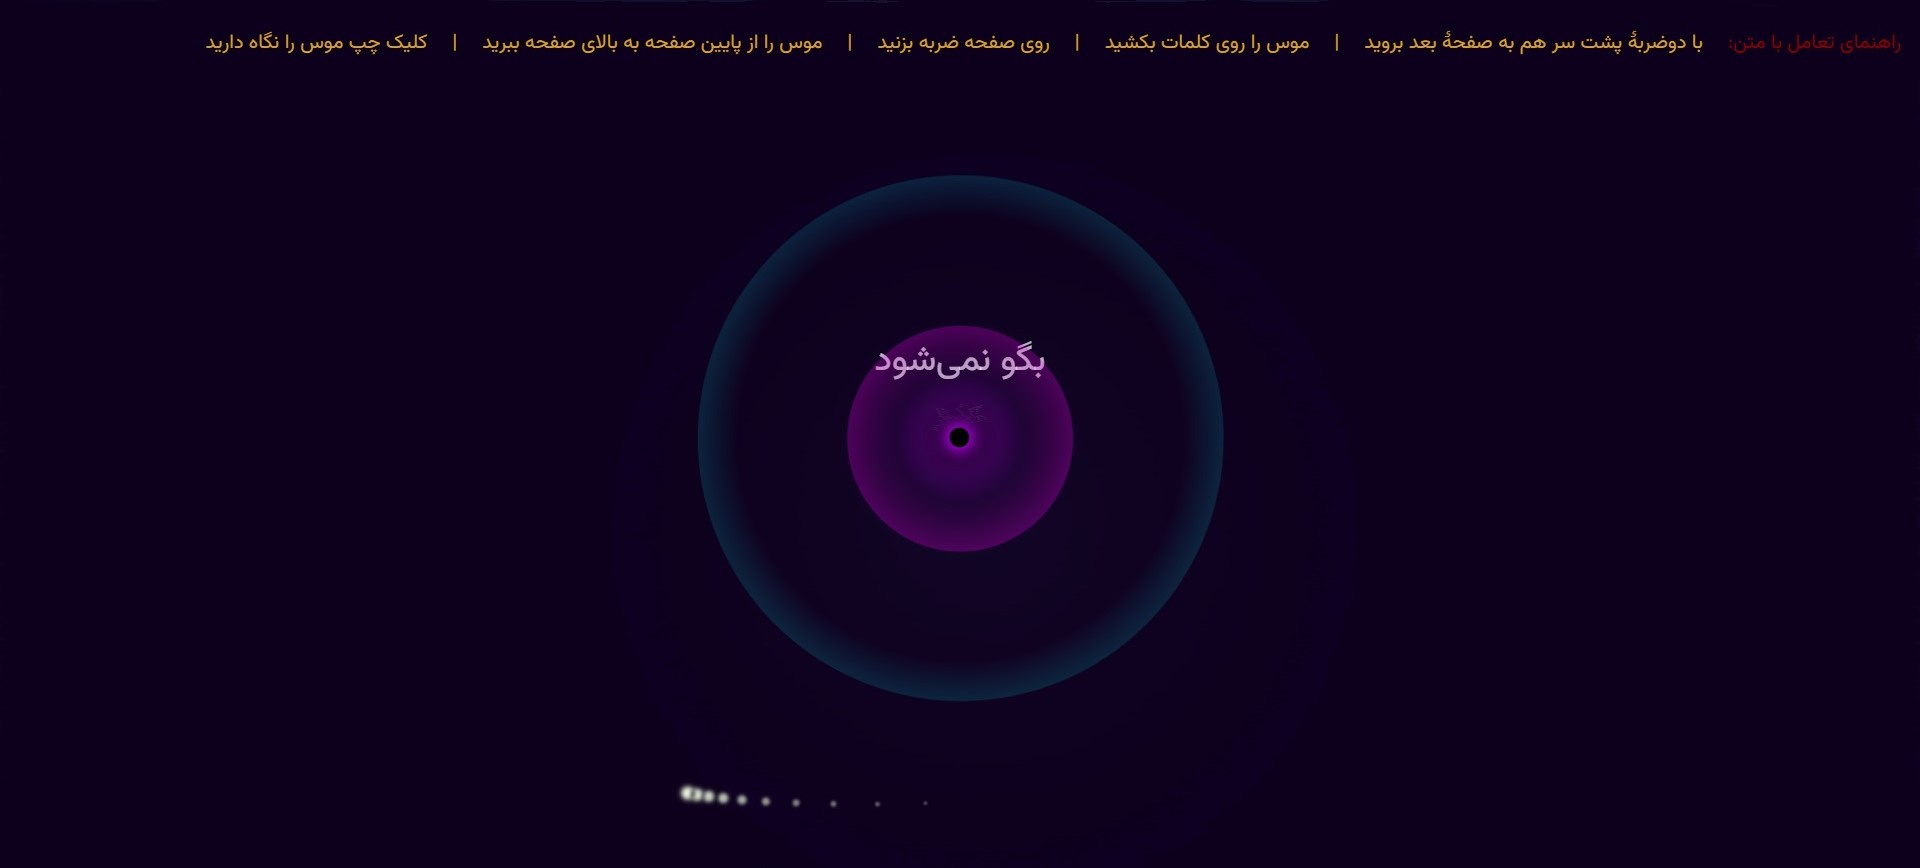 راهنمای تعامل با متن: با دوضربهٔ پشت سر هم به صفحهٔ بعد بروید | موس را روی کلمات بکشید | روی صفحه ضربه بزنید | موس را از پایین صفحه به بالای صفحه ببرید | کلیک چپ موس را نگاه دارید
بگو نمی‌شود